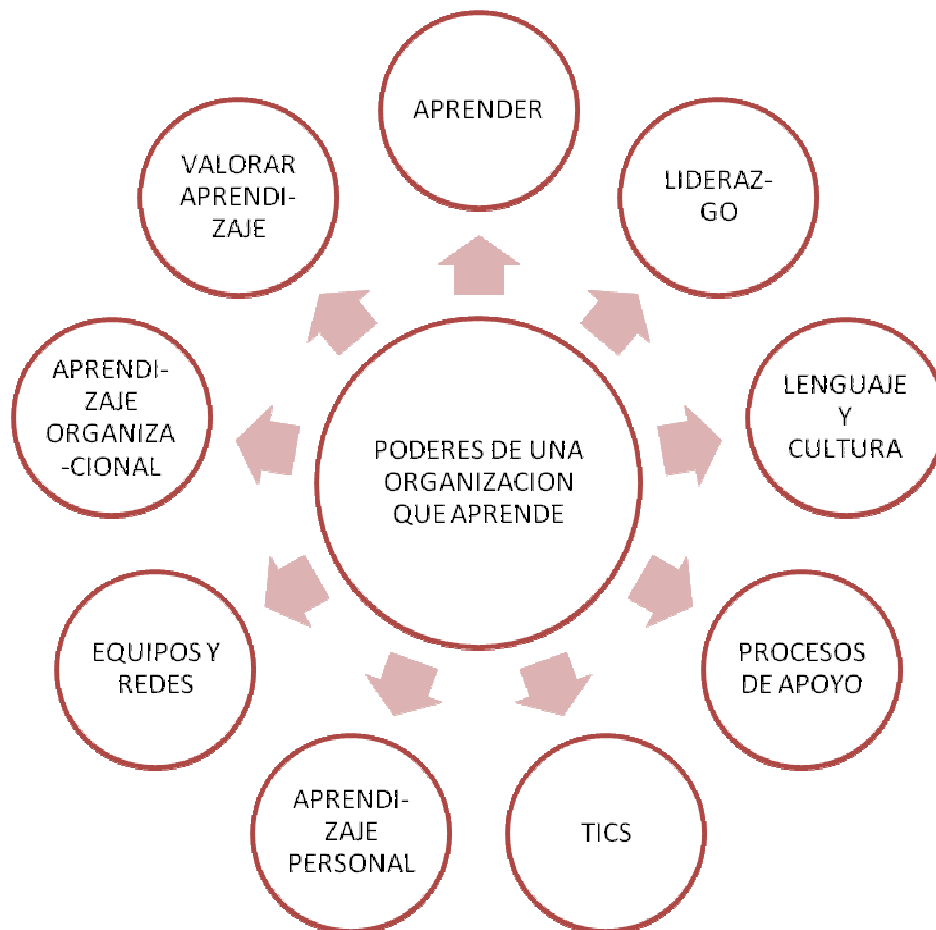 APRENDER
LIDERAZ-
GO
LENGUAJE
Y
CULTURA
PROCESOS
DE APOYO
TICS
APRENDI-
ZAJE
PERSONAL
EQUIPOS Y
REDES
APRENDI-
ZAJE
ORGANIZA
-CIONAL
VALORAR
APRENDI-
ZAJE
PODERES DE UNA
ORGANIZACION
QUE APRENDE